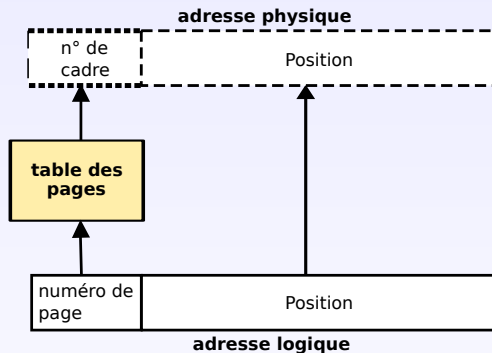 adresse physique
n° de
cadre
Position
table des
pages
numéro de
page
Position
adresse logique